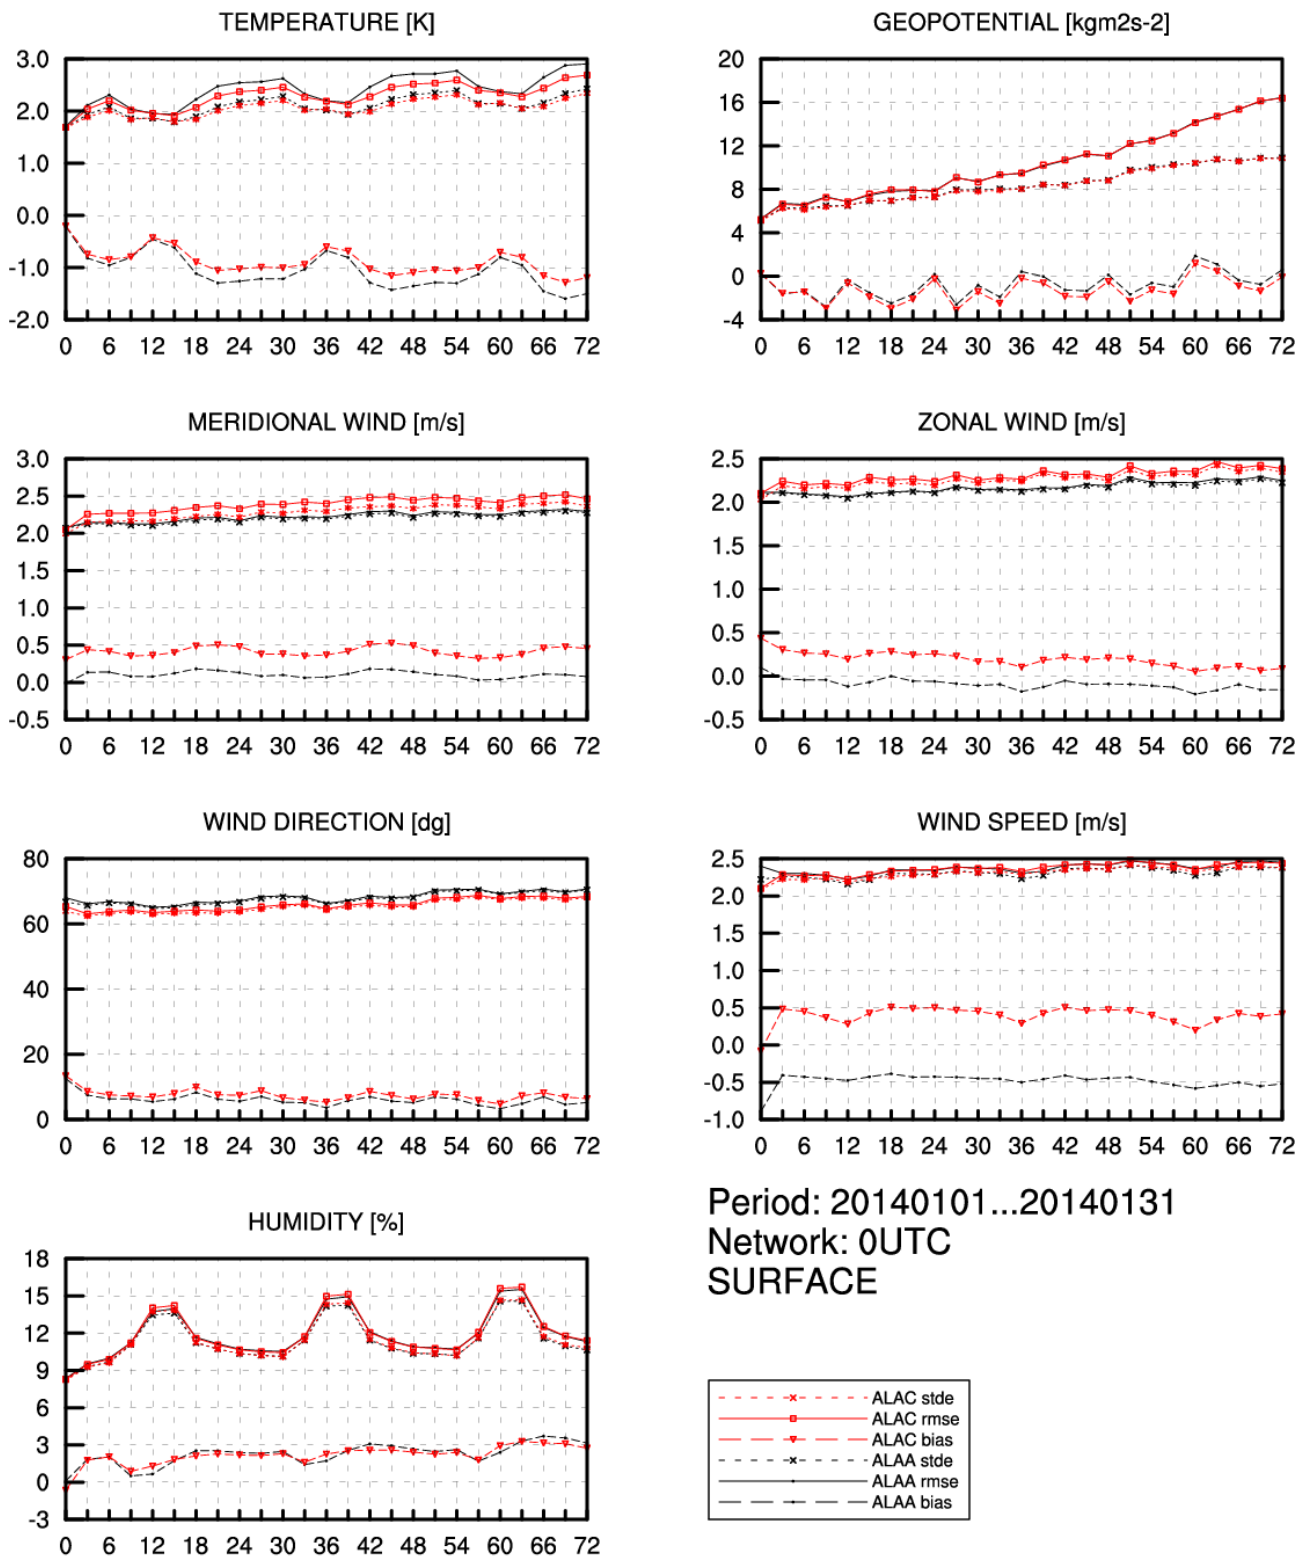 TEMPERATURE [K]
3.0
2.0
1.0
0.0
-1.0
-2.0
0 6 12 18 24 30 36 42 48 54 60 66 72
GEOPOTENTIAL [kgm2s-2]
20
16
12
8
4
0
-4
0 6 12 18 24 30 36 42 48 54 60 66 72
MERIDIONAL WIND [m/s]
3.0
2.5
2.0
1.5
1.0
0.5
0.0
-0.5
0 6 12 18 24 30 36 42 48 54 60 66 72
ZONAL WIND [m/s]
2.5
2.0
1.5
1.0
0.5
0.0
-0.5
0 6 12 18 24 30 36 42 48 54 60 66 72
WIND DIRECTION [dg]
80
60
40
20
0
0 6 12 18 24 30 36 42 48 54 60 66 72
WIND SPEED [m/s]
2.5
2.0
1.5
1.0
0.5
0.0
-0.5
-1.0
0 6 12 18 24 30 36 42 48 54 60 66 72
HUMIDITY [%]
18
15
12
9
6
3
0
-3
0 6 12 18 24 30 36 42 48 54 60 66 72
Period: 20140101...20140131
Network: 0UTC
SURFACE
ALAC stde
ALAC rmse
ALAC bias
ALAA stde
ALAA rmse
ALAA bias